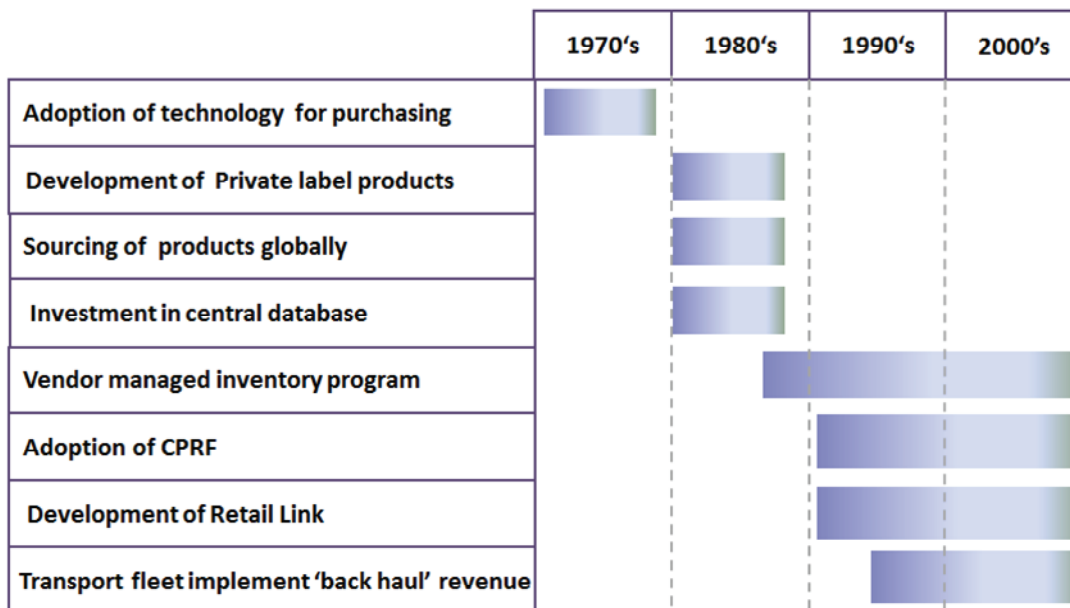 1970‘s 1980‘s 1990‘s 2000’s
Adoption of technology for purchasing
Development of Private label products
Sourcing of products globally
Investment in central database
Vendor managed inventory program
Adoption of CPRF
Development of Retail Link
Transport fleet implement ‘back haul’ revenue